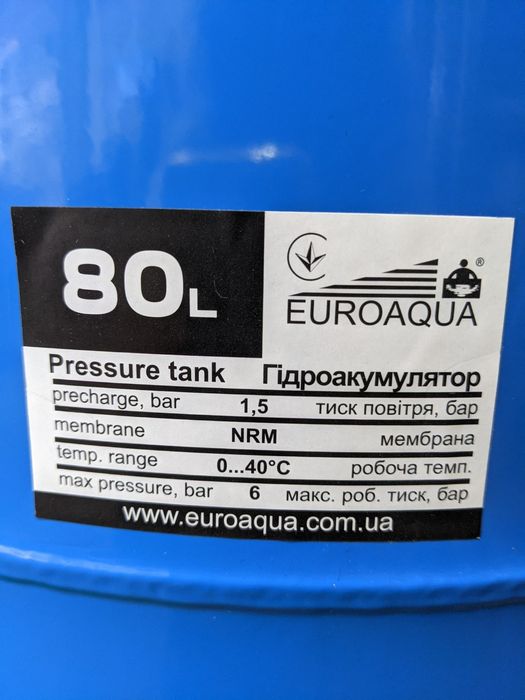 80L
®
EUROAQUA
Pressure tank Гідроакумулятор
precharge, bar 1,5 тиск повітря, бар
membrane NRM мембрана
temp. range 0...40°C робоча темп.
max pressure, bar 6 макс. роб. тиск, бар
www.euroaqua.com.ua